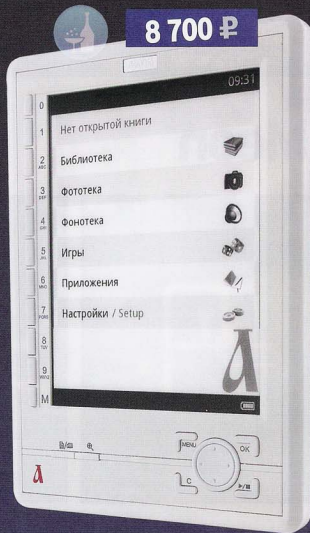 8 700 ₽
09:31
Нет открытой книги
Библиотека
Фототека
Фонотека
Игры
Приложения
Настройки / Setup
0
1
2
ABC
3
DEF
4
GHI
5
JKL
6
MNO
7
PQRS
8
TUV
9
WXYZ
M
MENU
OK
C